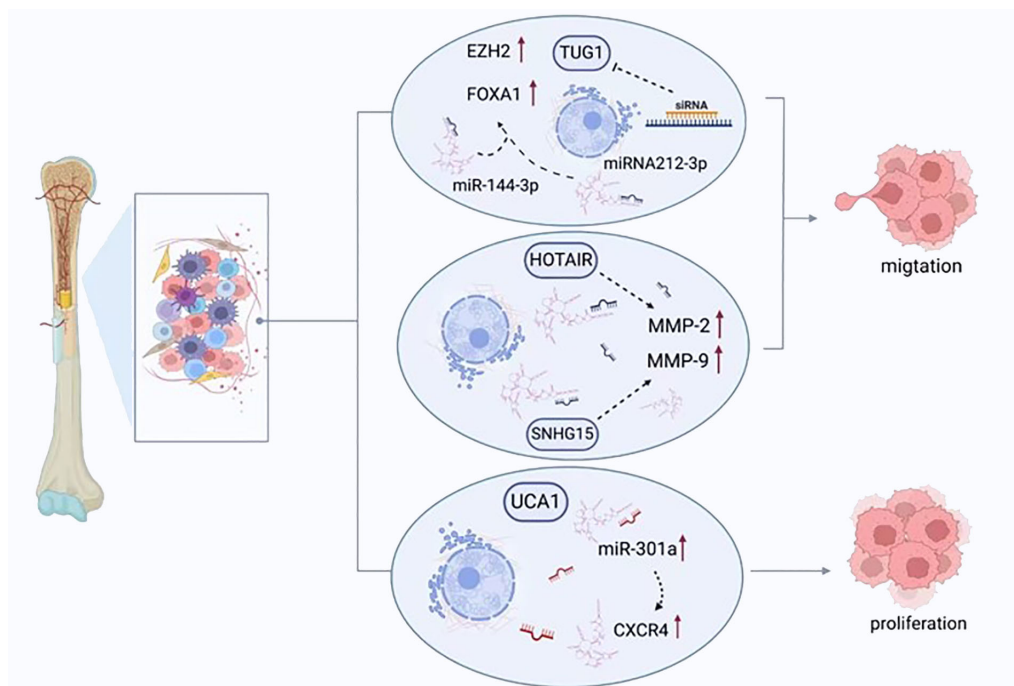 EZH2
TUG1
FOXA1
siRNA
miRNA212-3p
miR-144-3p
migtation
HOTAIR
MMP-2
MMP-9
SNHG15
UCA1
miR-301a
CXCR4
proliferation